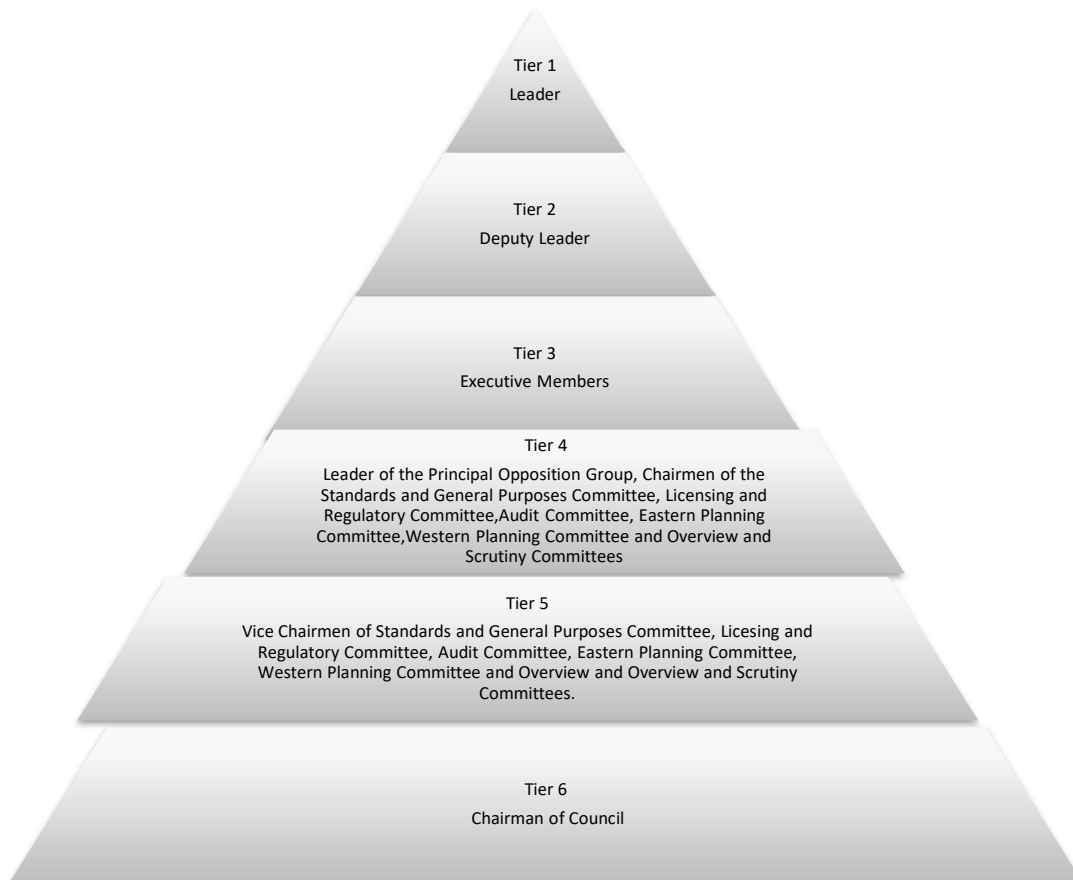 Tier 1
Leader
Tier 2
Deputy Leader
Tier 3
Executive Members
Tier 4
Leader of the Principal Opposition Group, Chairmen of the
Standards and General Purposes Committee, Licensing and
Regulatory Committee,Audit Committee, Eastern Planning
Committee,Western Planning Committee and Overview and
Scrutiny Committees
Tier 5
Vice Chairmen of Standards and General Purposes Committee, Licesing and
Regulatory Committee, Audit Committee, Eastern Planning Committee,
Western Planning Committee and Overview and Overview and Scrutiny
Committees.
Tier 6
Chairman of Council